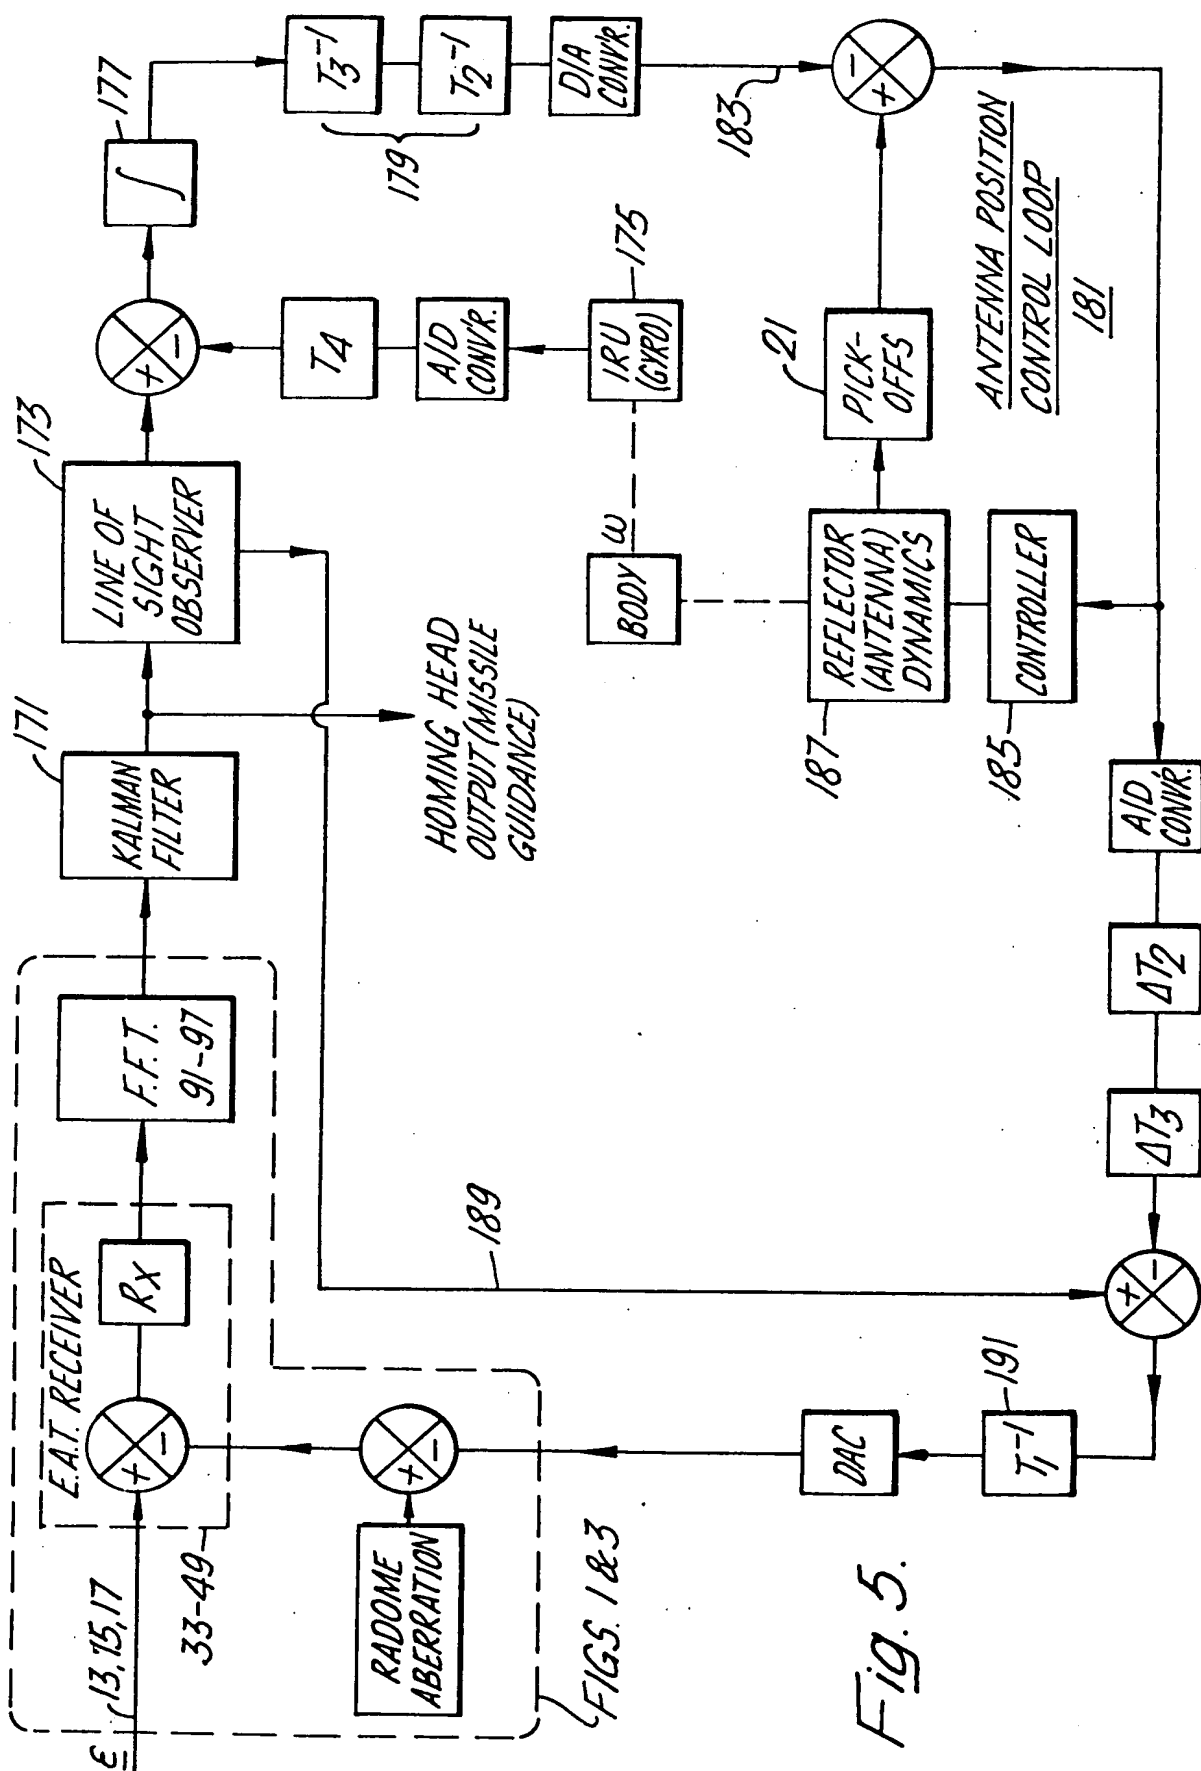 ε
13,15,17
E.A.T. RECEIVER
+
−
RX
33-49
F.F.T.
91-97
RADOME
ABERRATION
+
−
FIGS. 1 & 3
171
KALMAN
FILTER
HOMING HEAD
OUTPUT (MISSILE
GUIDANCE)
173
LINE OF
SIGHT
OBSERVER
+
−
∫
177
T4
A/D
CONV'R.
IRU
(GYRO)
175
T3⁻¹
T2⁻¹
179
D/A
CONV'R.
183
BODY
ω
189
DAC
T1⁻¹
191
+
−
ΔT3
ΔT2
A/D
CONVR.
187
REFLECTOR
(ANTENNA)
DYNAMICS
185
CONTROLLER
21
PICK-
OFFS
+
−
ANTENNA POSITION
CONTROL LOOP
181
Fig. 5.